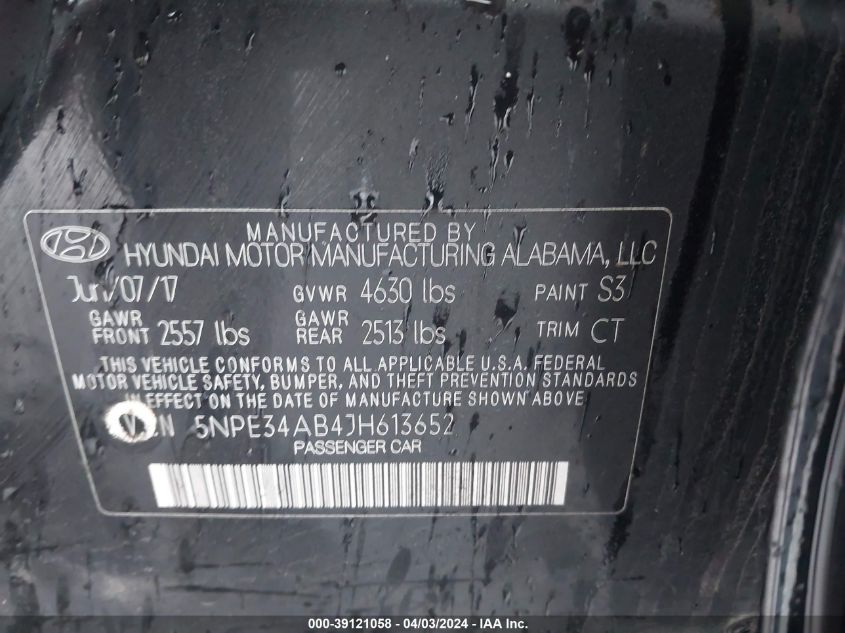 MANUFACTURED BY
HYUNDAI MOTOR MANUFACTURING ALABAMA, LLC
Jun/07/17 GVWR 4630 lbs PAINT S3
GAWR FRONT 2557 lbs GAWR REAR 2513 lbs TRIM CT
THIS VEHICLE CONFORMS TO ALL APPLICABLE U.S.A. FEDERAL
MOTOR VEHICLE SAFETY, BUMPER, AND THEFT PREVENTION STANDARDS
IN EFFECT ON THE DATE OF MANUFACTURE SHOWN ABOVE
VIN 5NPE34AB4JH613652
PASSENGER CAR
000-39121058 - 04/03/2024 - IAA Inc.